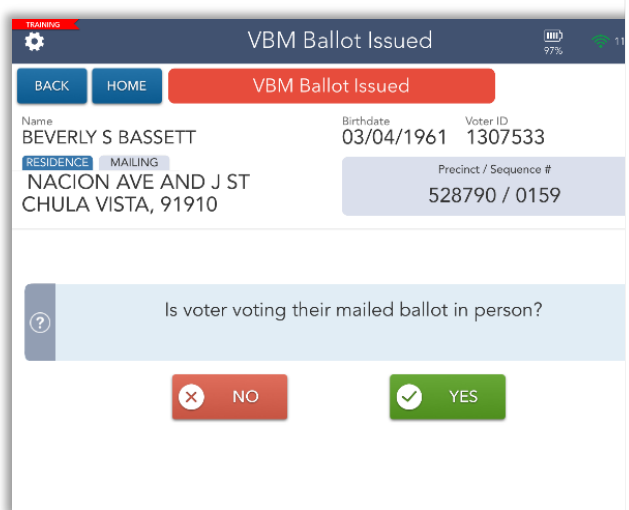 TRAINING
VBM Ballot Issued
97%
11
BACK
HOME
VBM Ballot Issued
Name
BEVERLY S BASSETT
Birthdate
03/04/1961
Voter ID
1307533
RESIDENCE
MAILING
NACION AVE AND J ST
CHULA VISTA, 91910
Precinct / Sequence #
528790 / 0159
?
Is voter voting their mailed ballot in person?
NO
YES